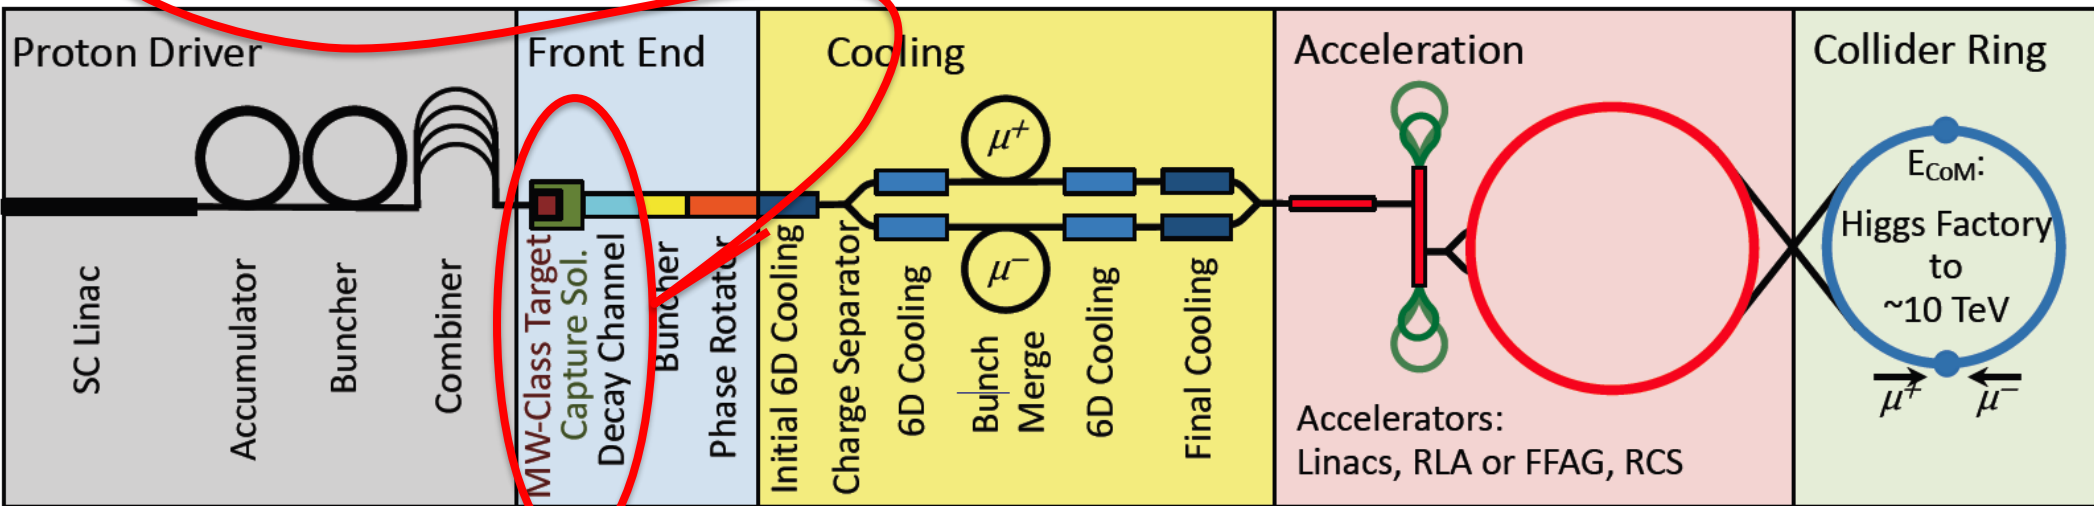 Proton Driver
SC Linac
Accumulator
Buncher
Combiner
Front End
MW-Class Target
Capture Sol.
Decay Channel
Buncher
Phase Rotator
Cooling
Initial 6D Cooling
Charge Separator
6D Cooling
μ+
μ−
Bunch
Merge
6D Cooling
Final Cooling
Acceleration
Accelerators:
Linacs, RLA or FFAG, RCS
Collider Ring
ECoM:
Higgs Factory
to
~10 TeV
μ+ μ−